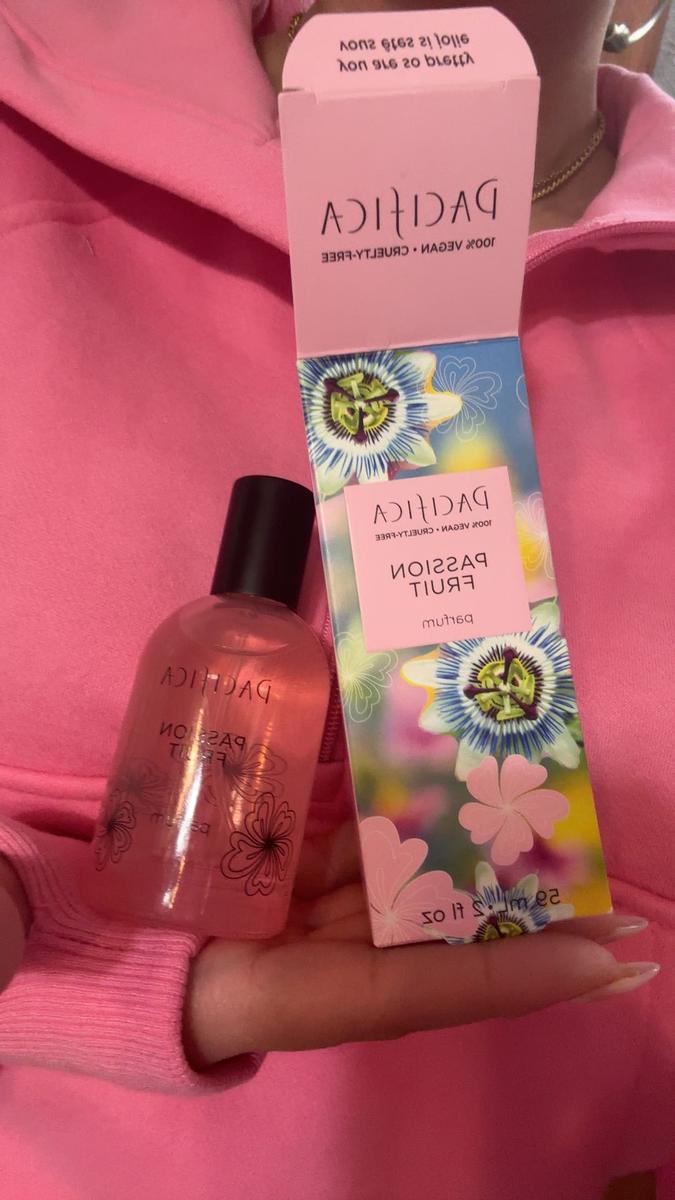 you are so pretty
vous êtes si jolie
PACIFICA
100% VEGAN • CRUELTY-FREE
PACIFICA
100% VEGAN • CRUELTY-FREE
PASSION
FRUIT
parfum
59 mL • 2 fl oz
PACIFICA
PASSION
FRUIT
parfum